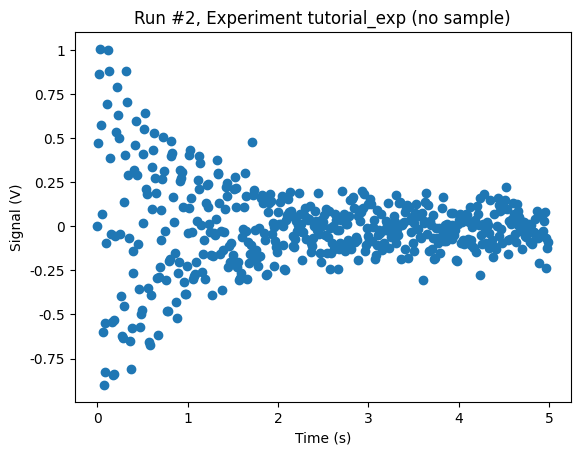 Run #2, Experiment tutorial_exp (no sample)
1
0.75
0.5
0.25
0
-0.25
-0.5
-0.75
Signal (V)
0 1 2 3 4 5
Time (s)